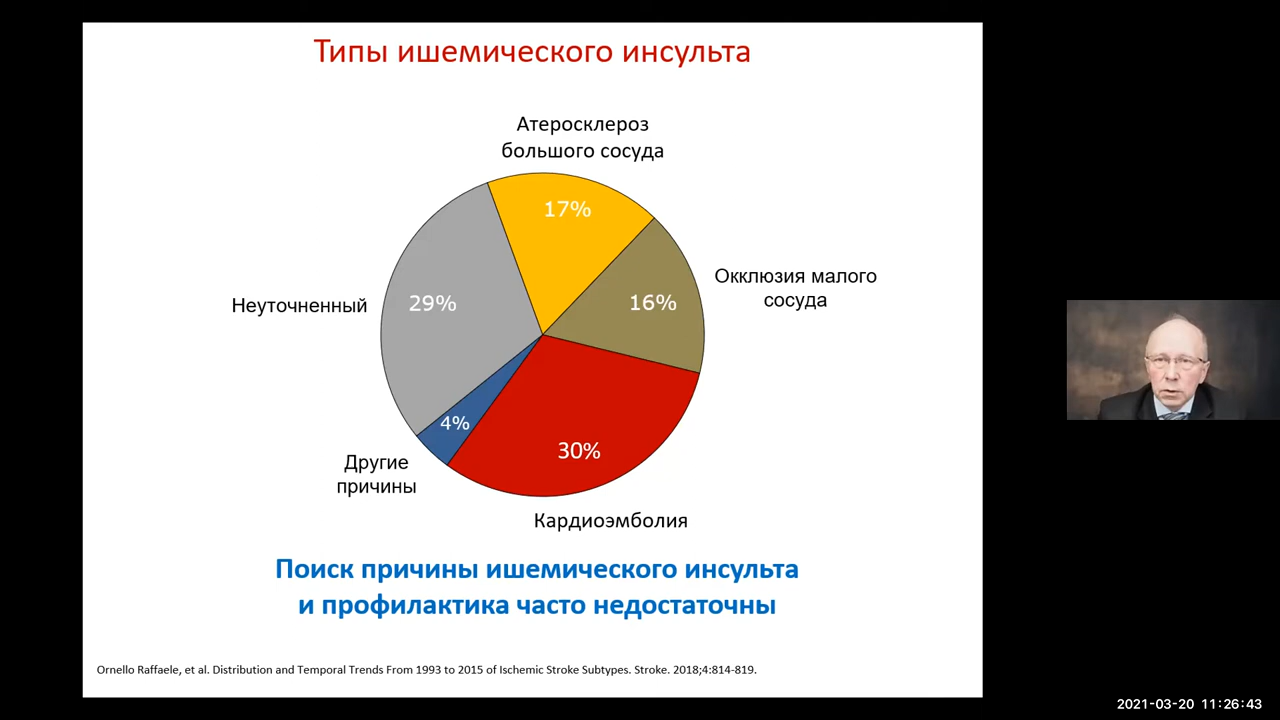 Типы ишемического инсульта
Атеросклероз
большого сосуда
17%
Окклюзия малого
сосуда
16%
Неуточненный
29%
4%
Другие
причины
30%
Кардиоэмболия
Поиск причины ишемического инсульта
и профилактика часто недостаточны
Ornello Raffaele, et al. Distribution and Temporal Trends From 1993 to 2015 of Ischemic Stroke Subtypes. Stroke. 2018;4:814-819.
2021-03-20 11:26:43